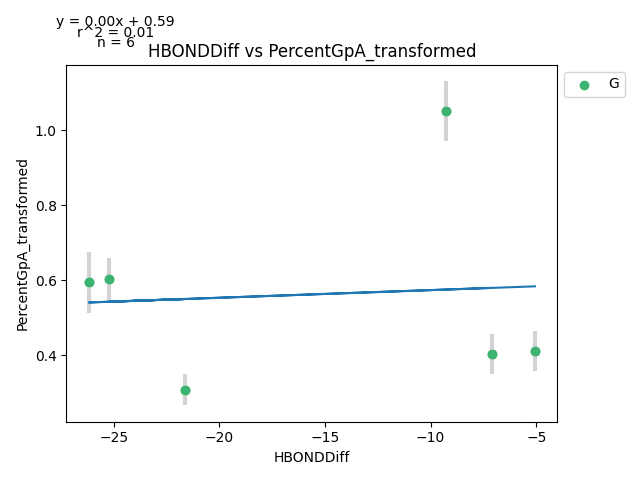 y = 0.00x + 0.59
r^2 = 0.01
n = 6
HBONDDiff vs PercentGpA_transformed
G
PercentGpA_transformed
1.0
0.8
0.6
0.4
−25
−20
−15
−10
−5
HBONDDiff